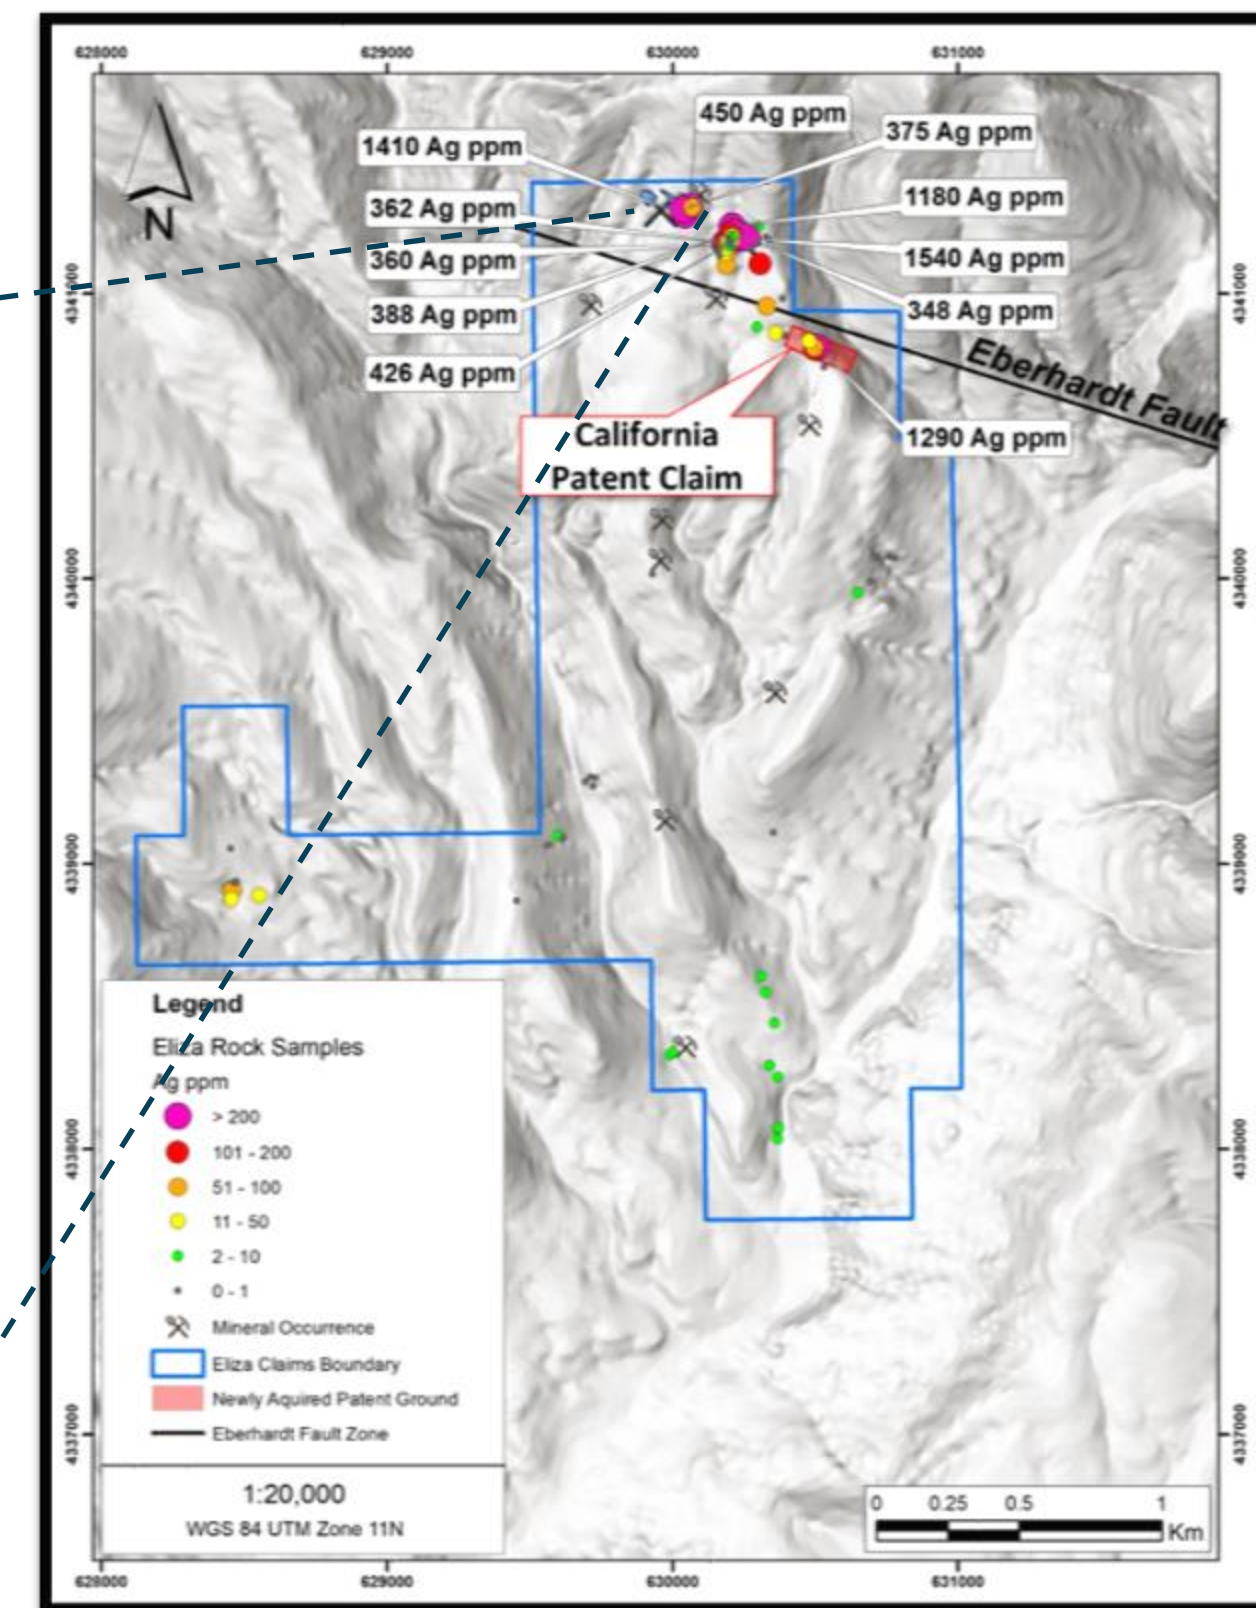 628000
629000
630000
631000
450 Ag ppm
375 Ag ppm
1410 Ag ppm
1180 Ag ppm
362 Ag ppm
1540 Ag ppm
360 Ag ppm
348 Ag ppm
388 Ag ppm
426 Ag ppm
1290 Ag ppm
N
Eberhardt Fault
California
Patent Claim
4341000
4341000
4340000
4340000
4339000
4339000
4338000
4338000
4337000
4337000
Legend
Eliza Rock Samples
Ag ppm
> 200
101 - 200
51 - 100
11 - 50
2 - 10
0 - 1
Mineral Occurrence
Eliza Claims Boundary
Newly Aquired Patent Ground
Eberhardt Fault Zone
1:20,000
WGS 84 UTM Zone 11N
0 0.25 0.5 1
Km
628000
629000
630000
631000